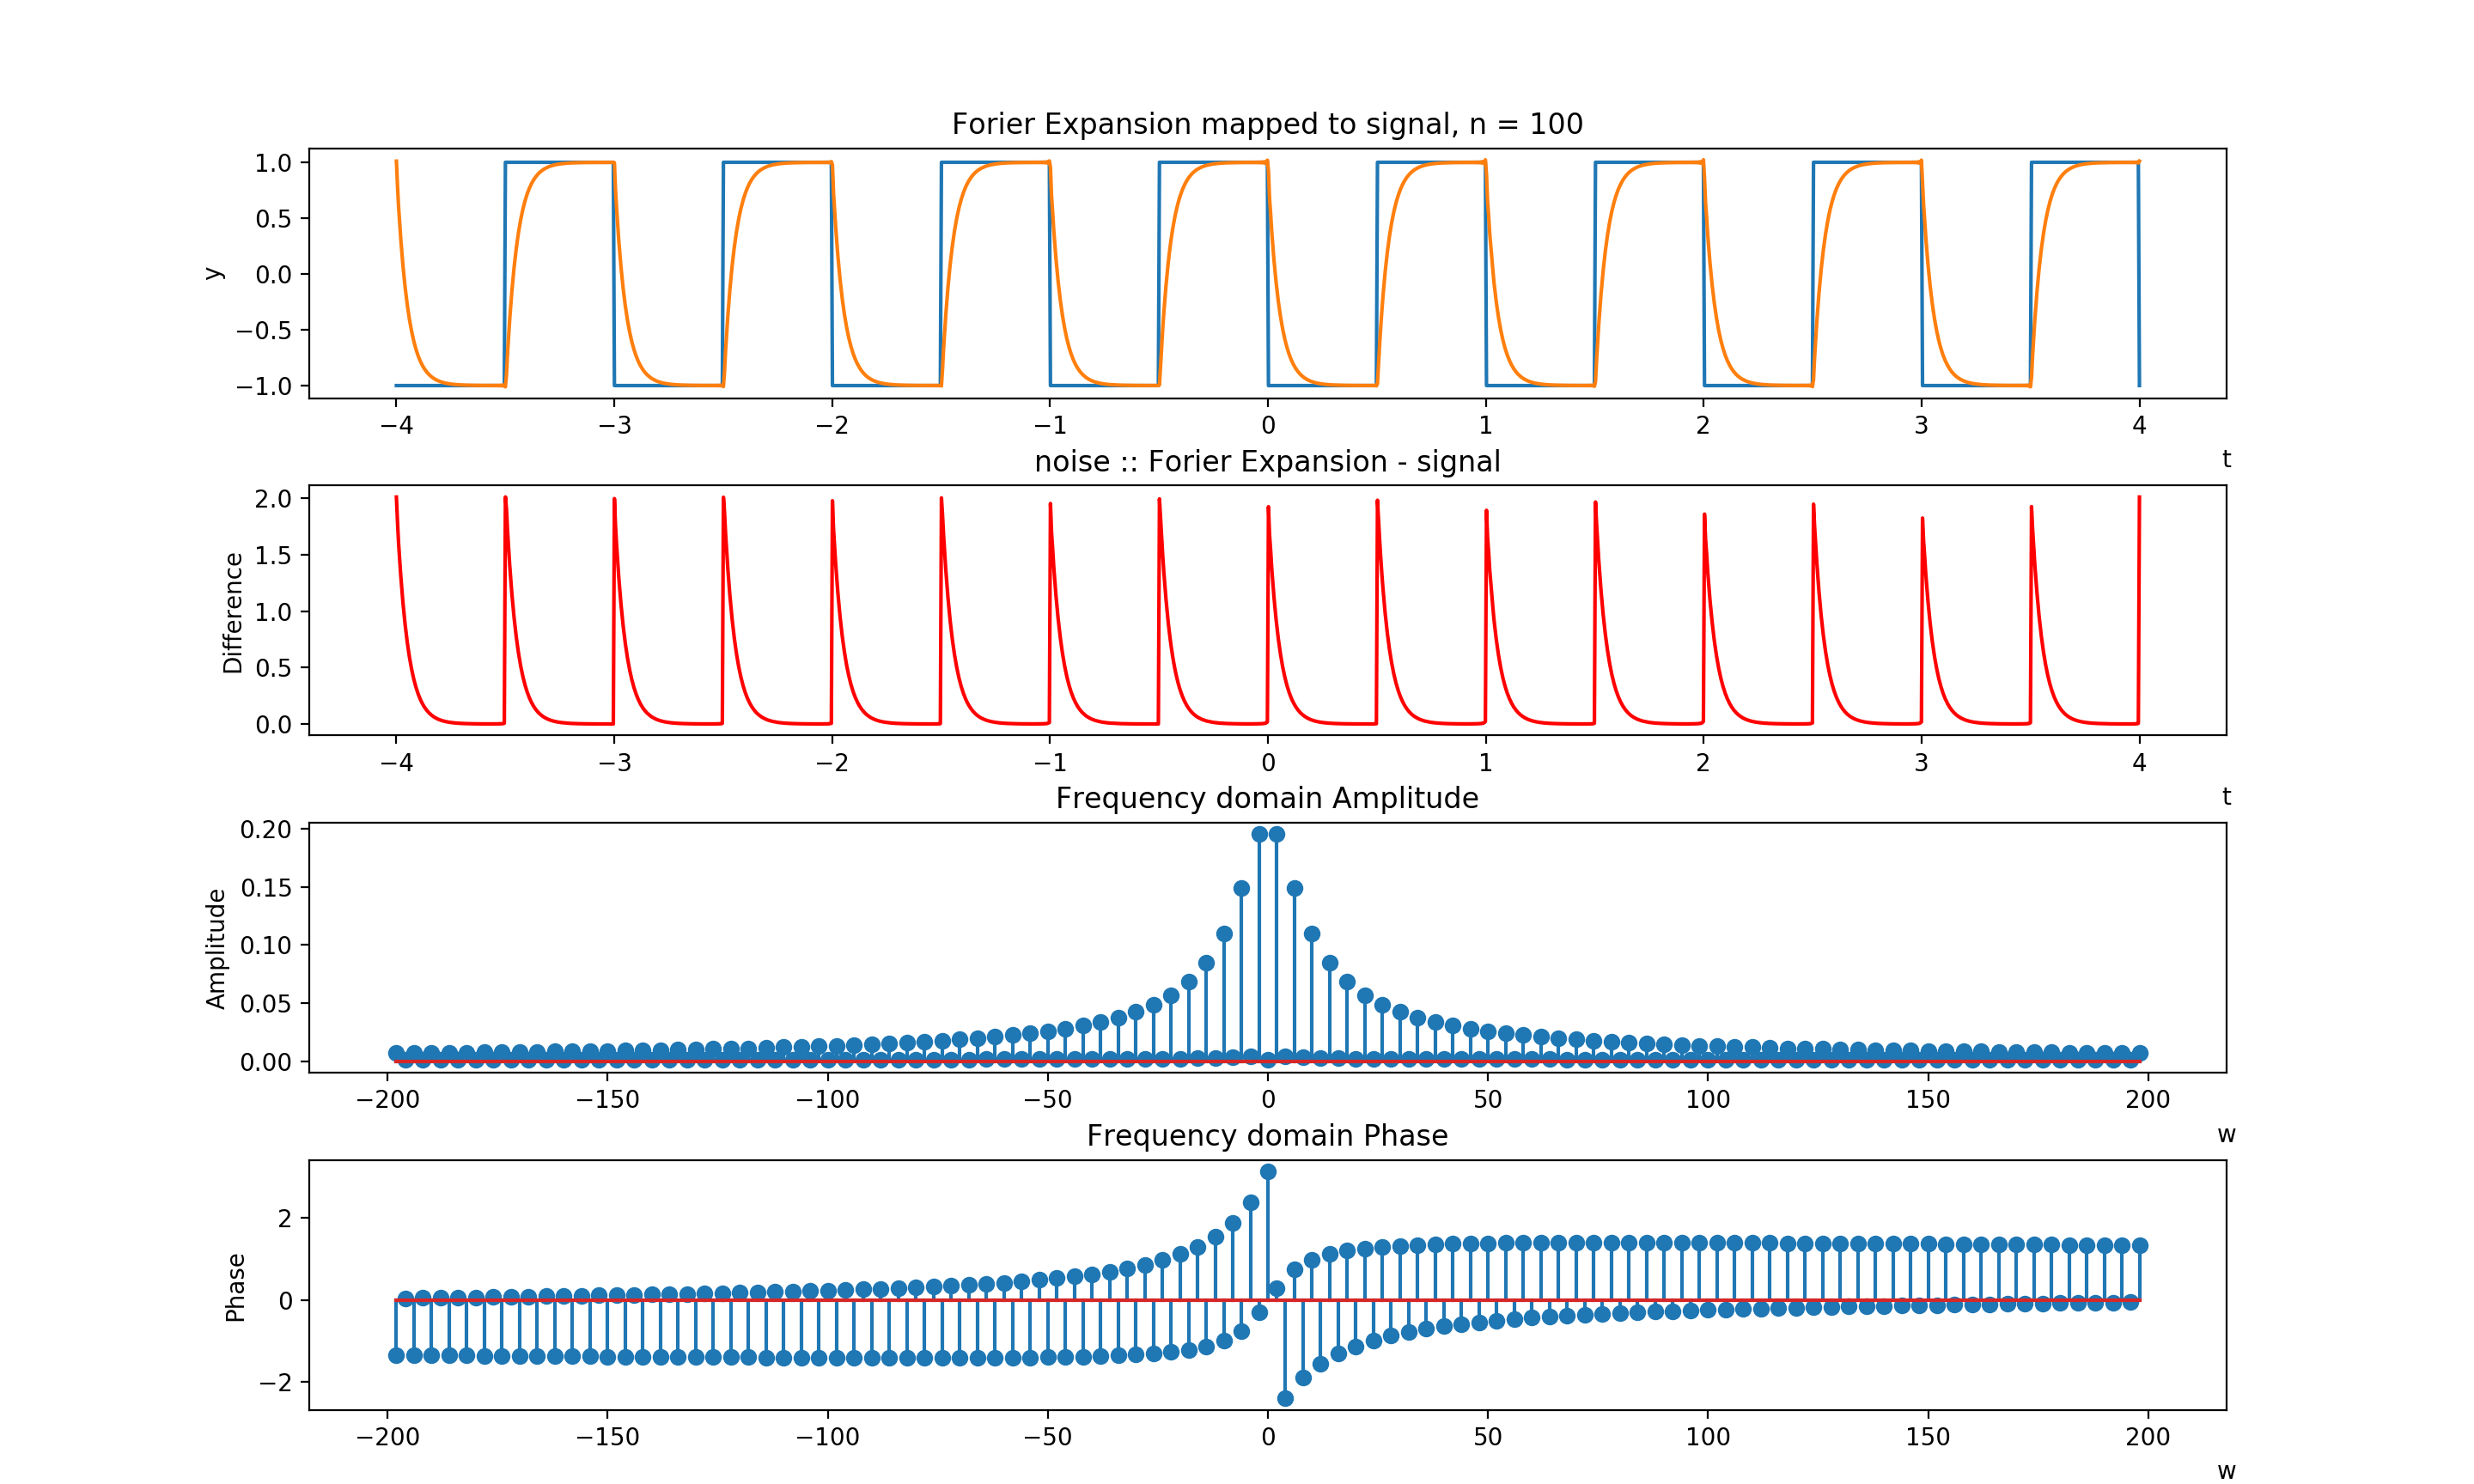 Forier Expansion mapped to signal, n = 100
1.0
0.5
0.0
−0.5
−1.0
y
−4 −3 −2 −1 0 1 2 3 4
t
noise :: Forier Expansion - signal
2.0
1.5
1.0
0.5
0.0
Difference
−4 −3 −2 −1 0 1 2 3 4
t
Frequency domain Amplitude
0.20
0.15
0.10
0.05
0.00
Amplitude
−200 −150 −100 −50 0 50 100 150 200
w
Frequency domain Phase
2
0
−2
Phase
−200 −150 −100 −50 0 50 100 150 200
w